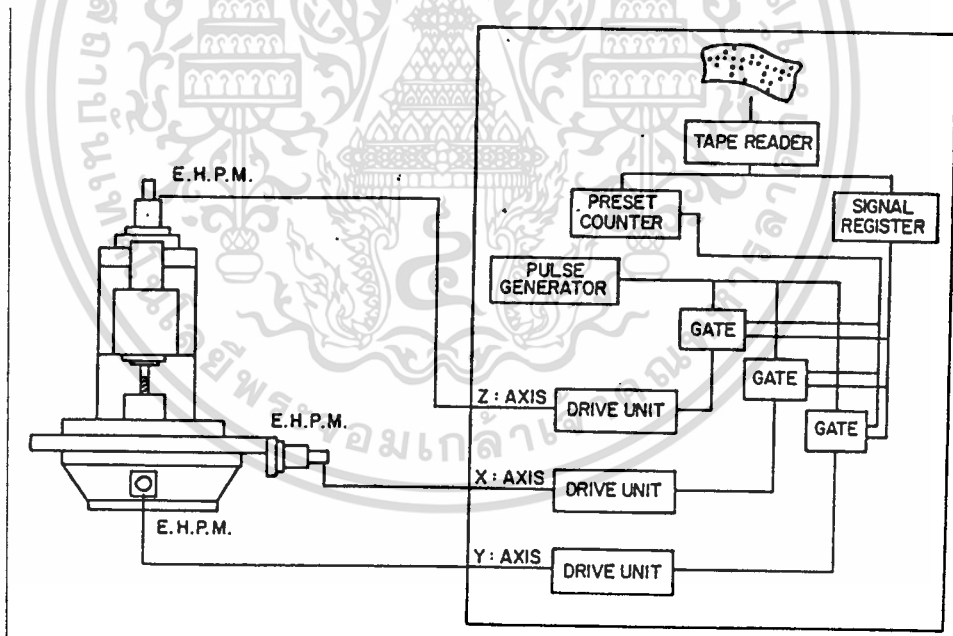 TAPE READER
E.H.P.M.
PRESET
COUNTER
SIGNAL
REGISTER
PULSE
GENERATOR
GATE
GATE
Z : AXIS
DRIVE UNIT
E.H.P.M.
GATE
X : AXIS
DRIVE UNIT
E.H.P.M.
Y : AXIS
DRIVE UNIT